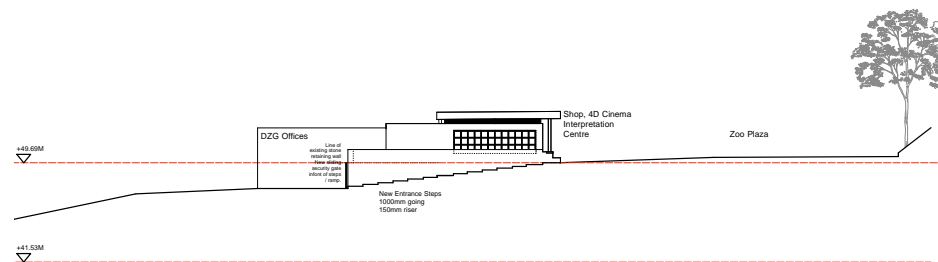 Shop, 4D Cinema
Interpretation
Centre
DZG Offices
Zoo Plaza
Line of
existing stone
retaining wall
New sliding
security gate
infont of steps
/ ramp.
+49.69M
New Entrance Steps
1000mm going
150mm riser
+41.53M